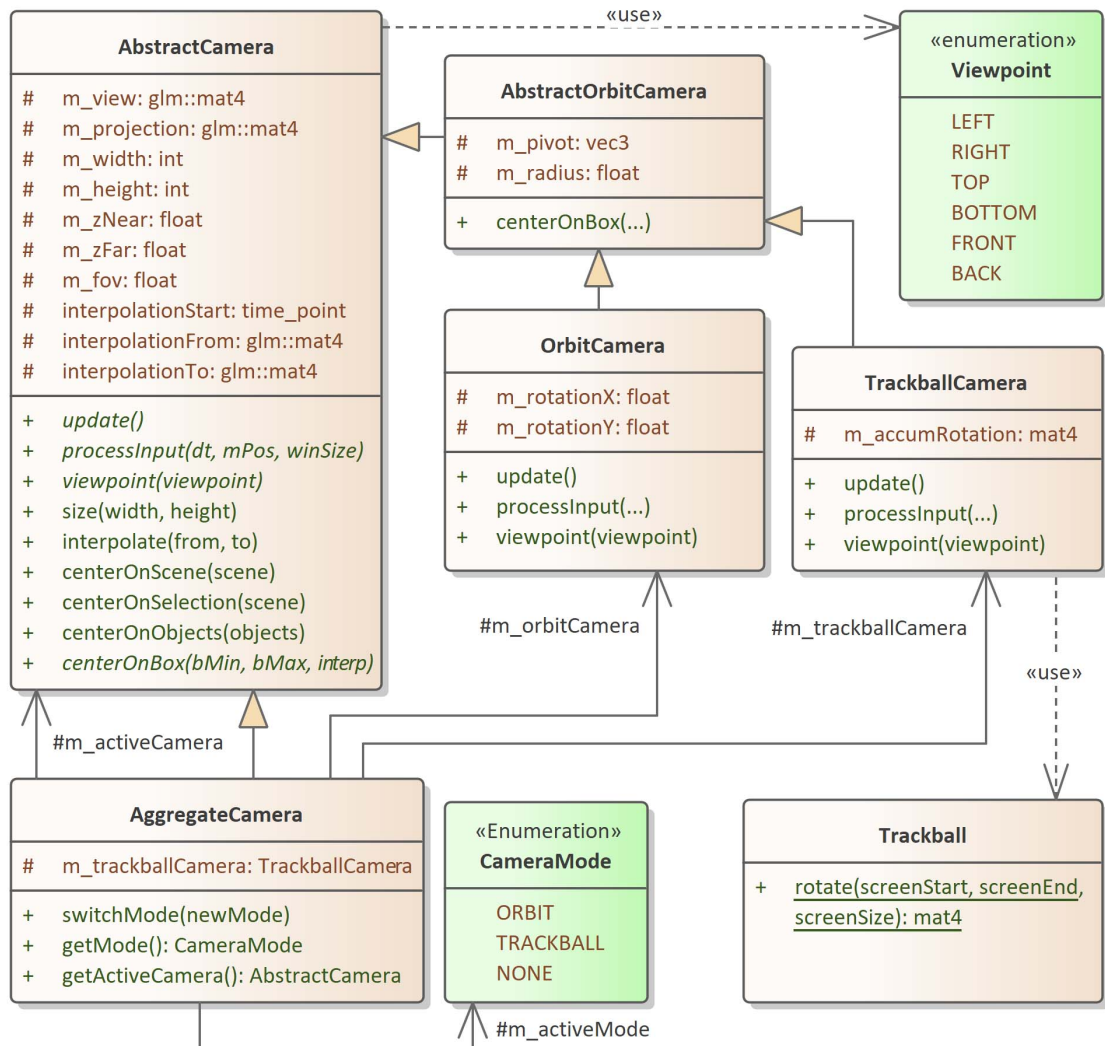 «use»
AbstractCamera
# m_view: glm::mat4
# m_projection: glm::mat4
# m_width: int
# m_height: int
# m_zNear: float
# m_zFar: float
# m_fov: float
# interpolationStart: time_point
# interpolationFrom: glm::mat4
# interpolationTo: glm::mat4
+ update()
+ processInput(dt, mPos, winSize)
+ viewpoint(viewpoint)
+ size(width, height)
+ interpolate(from, to)
+ centerOnScene(scene)
+ centerOnSelection(scene)
+ centerOnObjects(objects)
+ centerOnBox(bMin, bMax, interp)
AbstractOrbitCamera
# m_pivot: vec3
# m_radius: float
+ centerOnBox(...)
«enumeration»
Viewpoint
LEFT
RIGHT
TOP
BOTTOM
FRONT
BACK
OrbitCamera
# m_rotationX: float
# m_rotationY: float
+ update()
+ processInput(...)
+ viewpoint(viewpoint)
TrackballCamera
# m_accumRotation: mat4
+ update()
+ processInput(...)
+ viewpoint(viewpoint)
#m_orbitCamera
#m_trackballCamera
«use»
#m_activeCamera
AggregateCamera
# m_trackballCamera: TrackballCamera
+ switchMode(newMode)
+ getMode(): CameraMode
+ getActiveCamera(): AbstractCamera
«Enumeration»
CameraMode
ORBIT
TRACKBALL
NONE
#m_activeMode
Trackball
+ rotate(screenStart, screenEnd,
screenSize): mat4